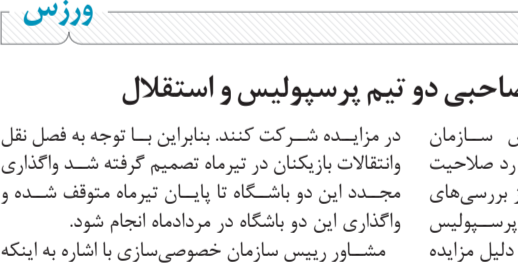 ورزش
صاحبی دو تیم پرسپولیس و استقلال
س سازمان
رد صلاحیت
ز بررسی‌های
پرسپولیس
دلیل مزایده
در مزایده شرکت کنند. بنابراین با توجه به فصل نقل
وانتقالات بازیکنان در تیرماه تصمیم گرفته شد واگذاری
مجدد این دو باشگاه تا پایان تیرماه متوقف شده و
واگذاری این دو باشگاه در مردادماه انجام شود.
مشاور رییس سازمان خصوصی‌سازی با اشاره به اینکه